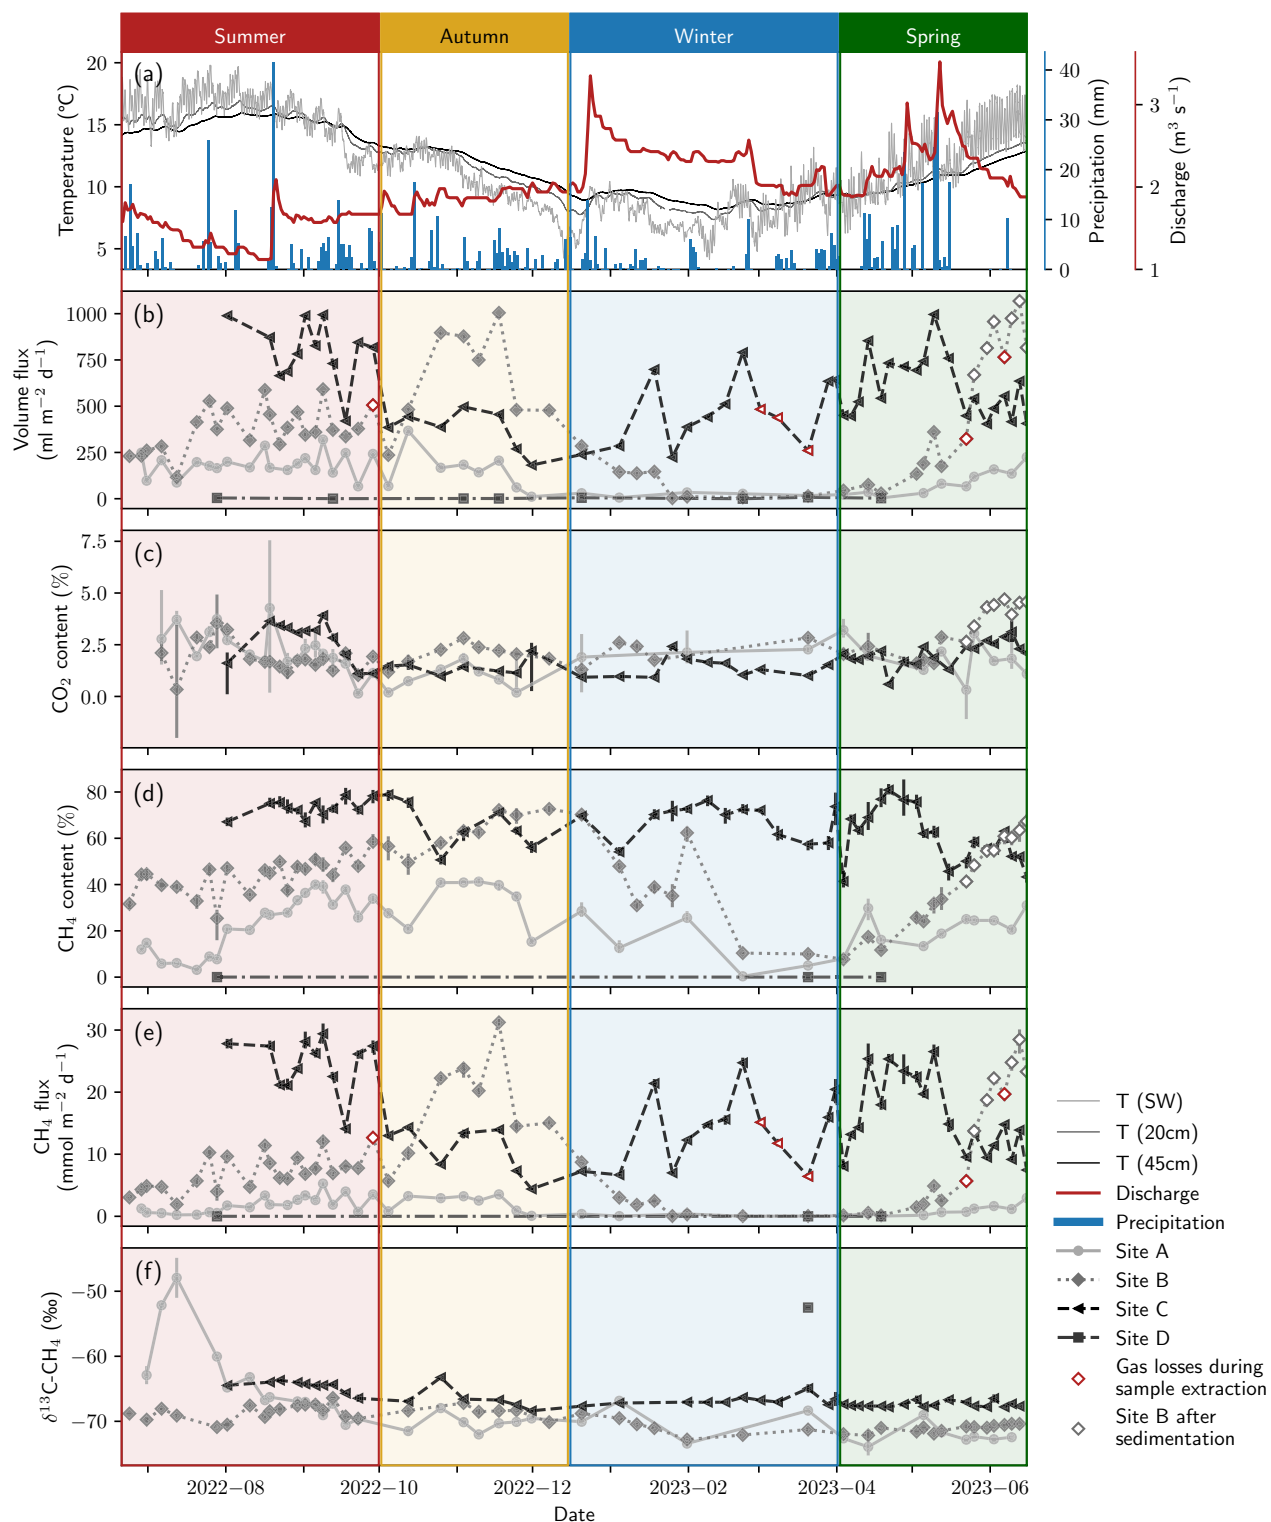 Summer Autumn Winter Spring
(a)
Temperature (°C)
20
15
10
5
Precipitation (mm)
40
30
20
10
0
Discharge (m³ s⁻¹)
3
2
1
(b)
Volume flux
(ml m⁻² d⁻¹)
1000
750
500
250
0
(c)
CO₂ content (%)
7.5
5.0
2.5
0.0
(d)
CH₄ content (%)
80
60
40
20
0
(e)
CH₄ flux
(mmol m⁻² d⁻¹)
30
20
10
0
(f)
δ¹³C-CH₄ (‰)
−50
−60
−70
2022−08 2022−10 2022−12 2023−02 2023−04 2023−06
Date
T (SW)
T (20cm)
T (45cm)
Discharge
Precipitation
Site A
Site B
Site C
Site D
Gas losses during
sample extraction
Site B after
sedimentation